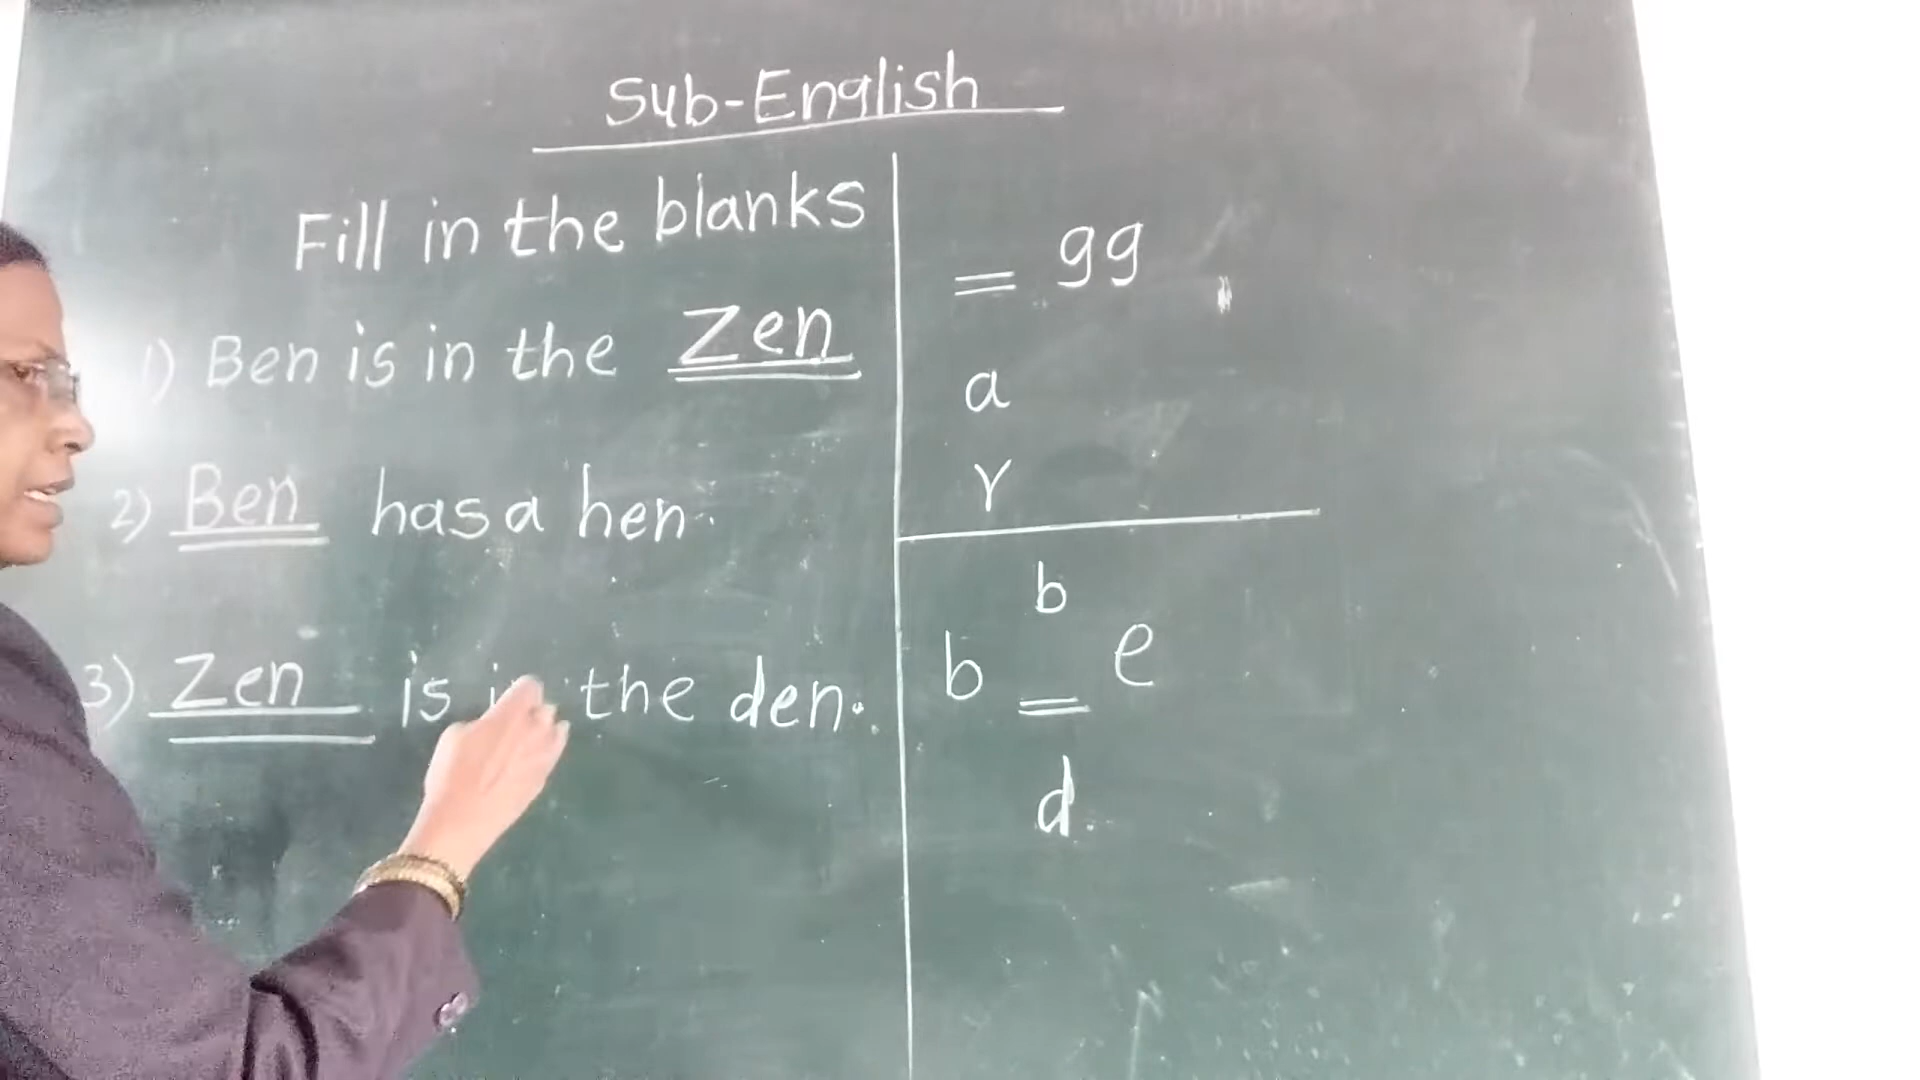 Sub-English
Fill in the blanks
1) Ben is in the Zen
2) Ben has a hen.
3) Zen is in the den.
= gg
a
r
b
b = e
d.